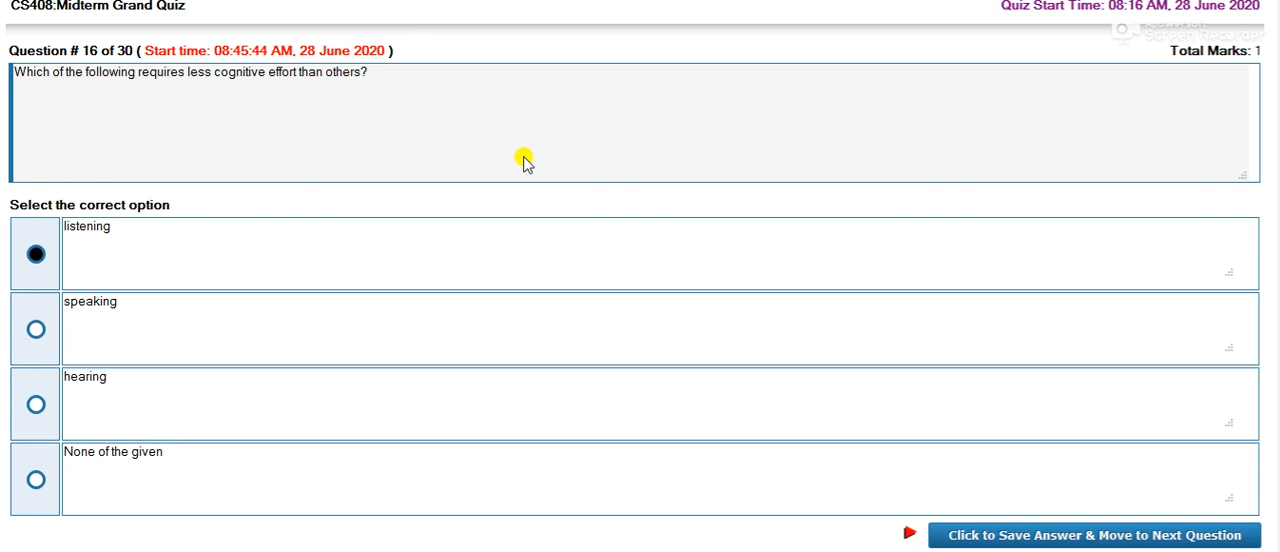 CS408:Midterm Grand Quiz
Quiz Start Time: 08:16 AM, 28 June 2020
Screen Recorder
Question # 16 of 30 ( Start time: 08:45:44 AM, 28 June 2020 )
Total Marks: 1
Which of the following requires less cognitive effort than others?
Select the correct option
listening
speaking
hearing
None of the given
Click to Save Answer & Move to Next Question